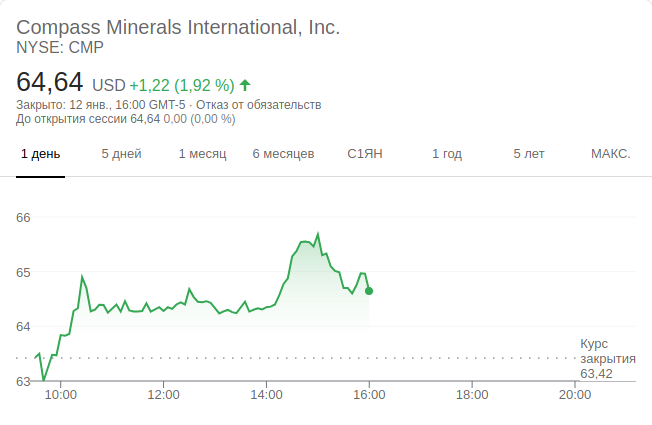 Compass Minerals International, Inc.
NYSE: CMP
64,64 USD +1,22 (1,92 %)
Закрыто: 12 янв., 16:00 GMT-5 · Отказ от обязательств
До открытия сессии 64,64 0,00 (0,00 %)
1 день 5 дней 1 месяц 6 месяцев С1ЯН 1 год 5 лет МАКС.
66
65
64
63
Курс
закрытия
63,42
10:00 12:00 14:00 16:00 18:00 20:00